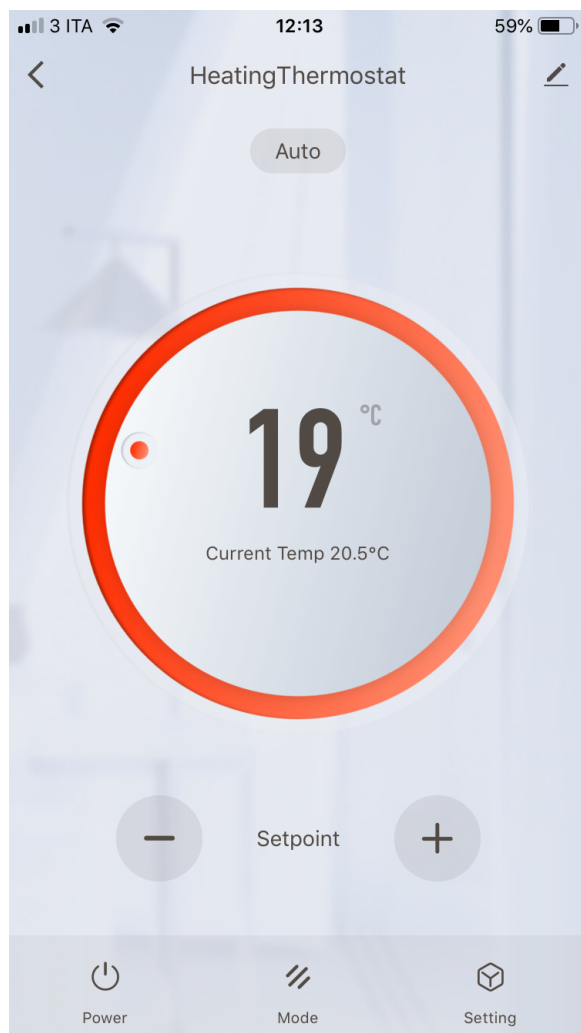 3 ITA 12:13 59%
HeatingThermostat
Auto
19 °C
Current Temp 20.5°C
Setpoint
Power Mode Setting